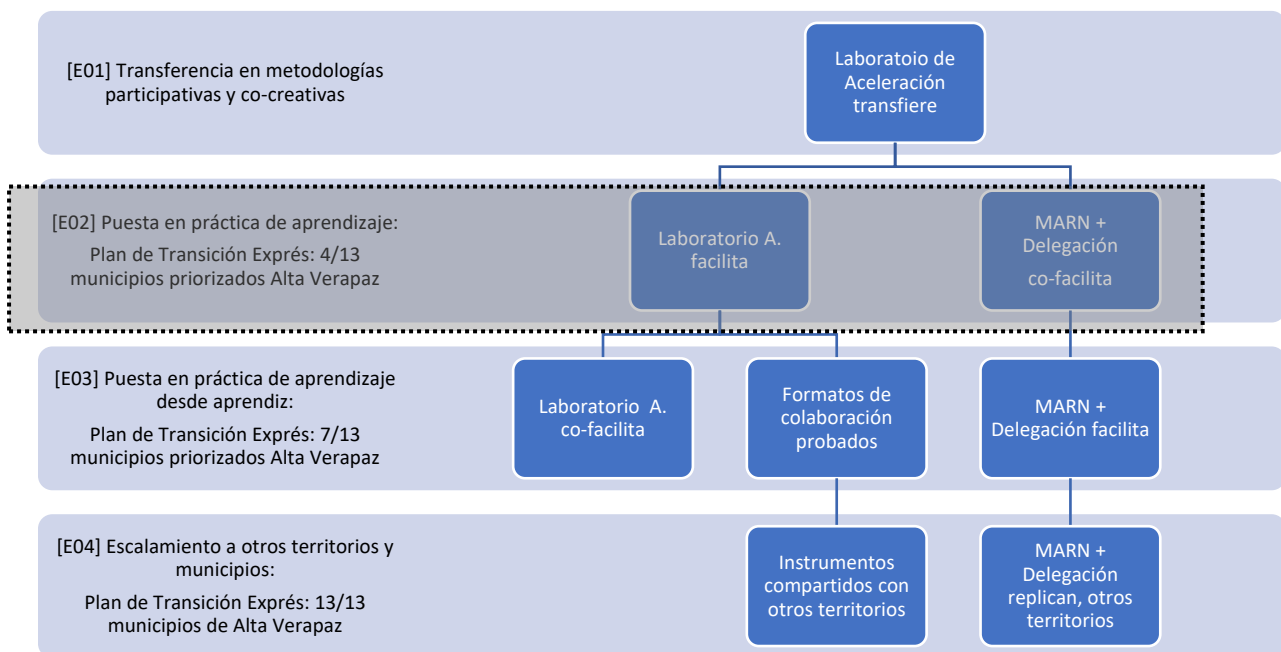 [E01] Transferencia en metodologías
participativas y co-creativas
Laboratoio de
Aceleración
transfiere
[E02] Puesta en práctica de aprendizaje:
Plan de Transición Exprés: 4/13
municipios priorizados Alta Verapaz
Laboratorio A.
facilita
MARN +
Delegación
co-facilita
[E03] Puesta en práctica de aprendizaje
desde aprendiz:
Plan de Transición Exprés: 7/13
municipios priorizados Alta Verapaz
Laboratorio A.
co-facilita
Formatos de
colaboración
probados
MARN +
Delegación facilita
[E04] Escalamiento a otros territorios y
municipios:
Plan de Transición Exprés: 13/13
municipios de Alta Verapaz
Instrumentos
compartidos con
otros territorios
MARN +
Delegación
replican, otros
territorios